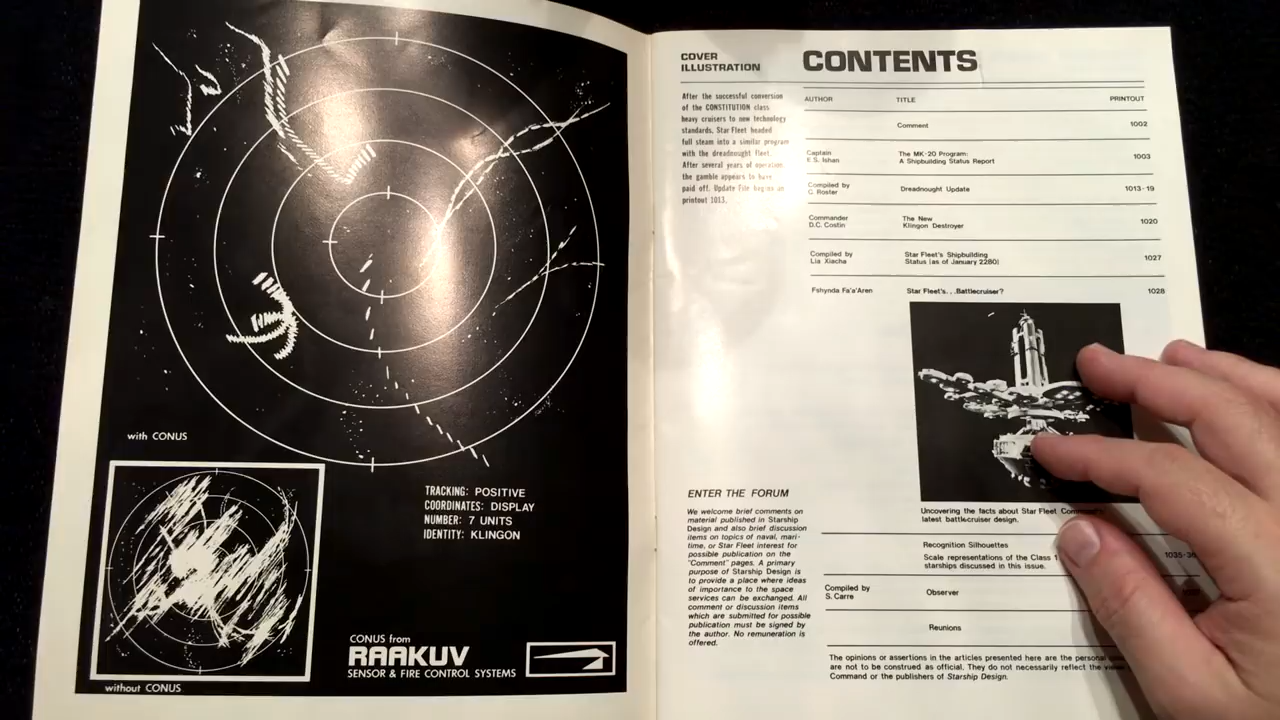 with CONUS
TRACKING: POSITIVE
COORDINATES: DISPLAY
NUMBER: 7 UNITS
IDENTITY: KLINGON
CONUS from
RAAKUV
SENSOR & FIRE CONTROL SYSTEMS
without CONUS
COVER
ILLUSTRATION
After the successful conversion
of the CONSTITUTION class
heavy cruisers to new technology
standards, Star Fleet headed
full steam into a similar program
with the dreadnought fleet.
After several years of operation
the gamble appears to have
paid off. Update File begins on
printout 1013.
ENTER THE FORUM
We welcome brief comments on
material published in Starship
Design and also brief discussion
items on topics of naval, mari-
time, or Star Fleet interest for
possible publication on the
"Comment" pages. A primary
purpose of Starship Design is
to provide a place where ideas
of importance to the space
services can be exchanged. All
comment or discussion items
which are submitted for possible
publication must be signed by
the author. No remuneration is
offered.
CONTENTS
AUTHOR TITLE PRINTOUT
Comment 1002
Captain The MK-20 Program: 1003
E.S. Ishan A Shipbuilding Status Report
Compiled by Dreadnought Update 1013-19
G. Roster
Commander The New 1020
D.C. Costin Klingon Destroyer
Compiled by Star Fleet's Shipbuilding 1027
Lia Xiacha Status (as of January 2280)
Fshynda Fa'a'Aren Star Fleet's. . .Battlecruiser? 1028
Uncovering the facts about Star Fleet
latest battlecruiser design.
Recognition Silhouettes
Scale representations of the Class 1
starships discussed in this issue.
Compiled by Observer
S. Carre
Reunions
The opinions or assertions in the articles presented here are the personal
are not to be construed as official. They do not necessarily reflect the
Command or the publishers of Starship Design.